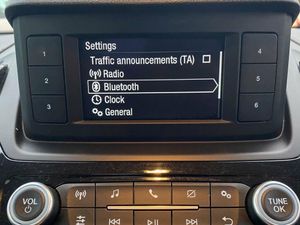 Settings
Traffic announcements (TA)
Radio
Bluetooth
Clock
General
1
2
3
4
5
6
VOL
TUNE
OK